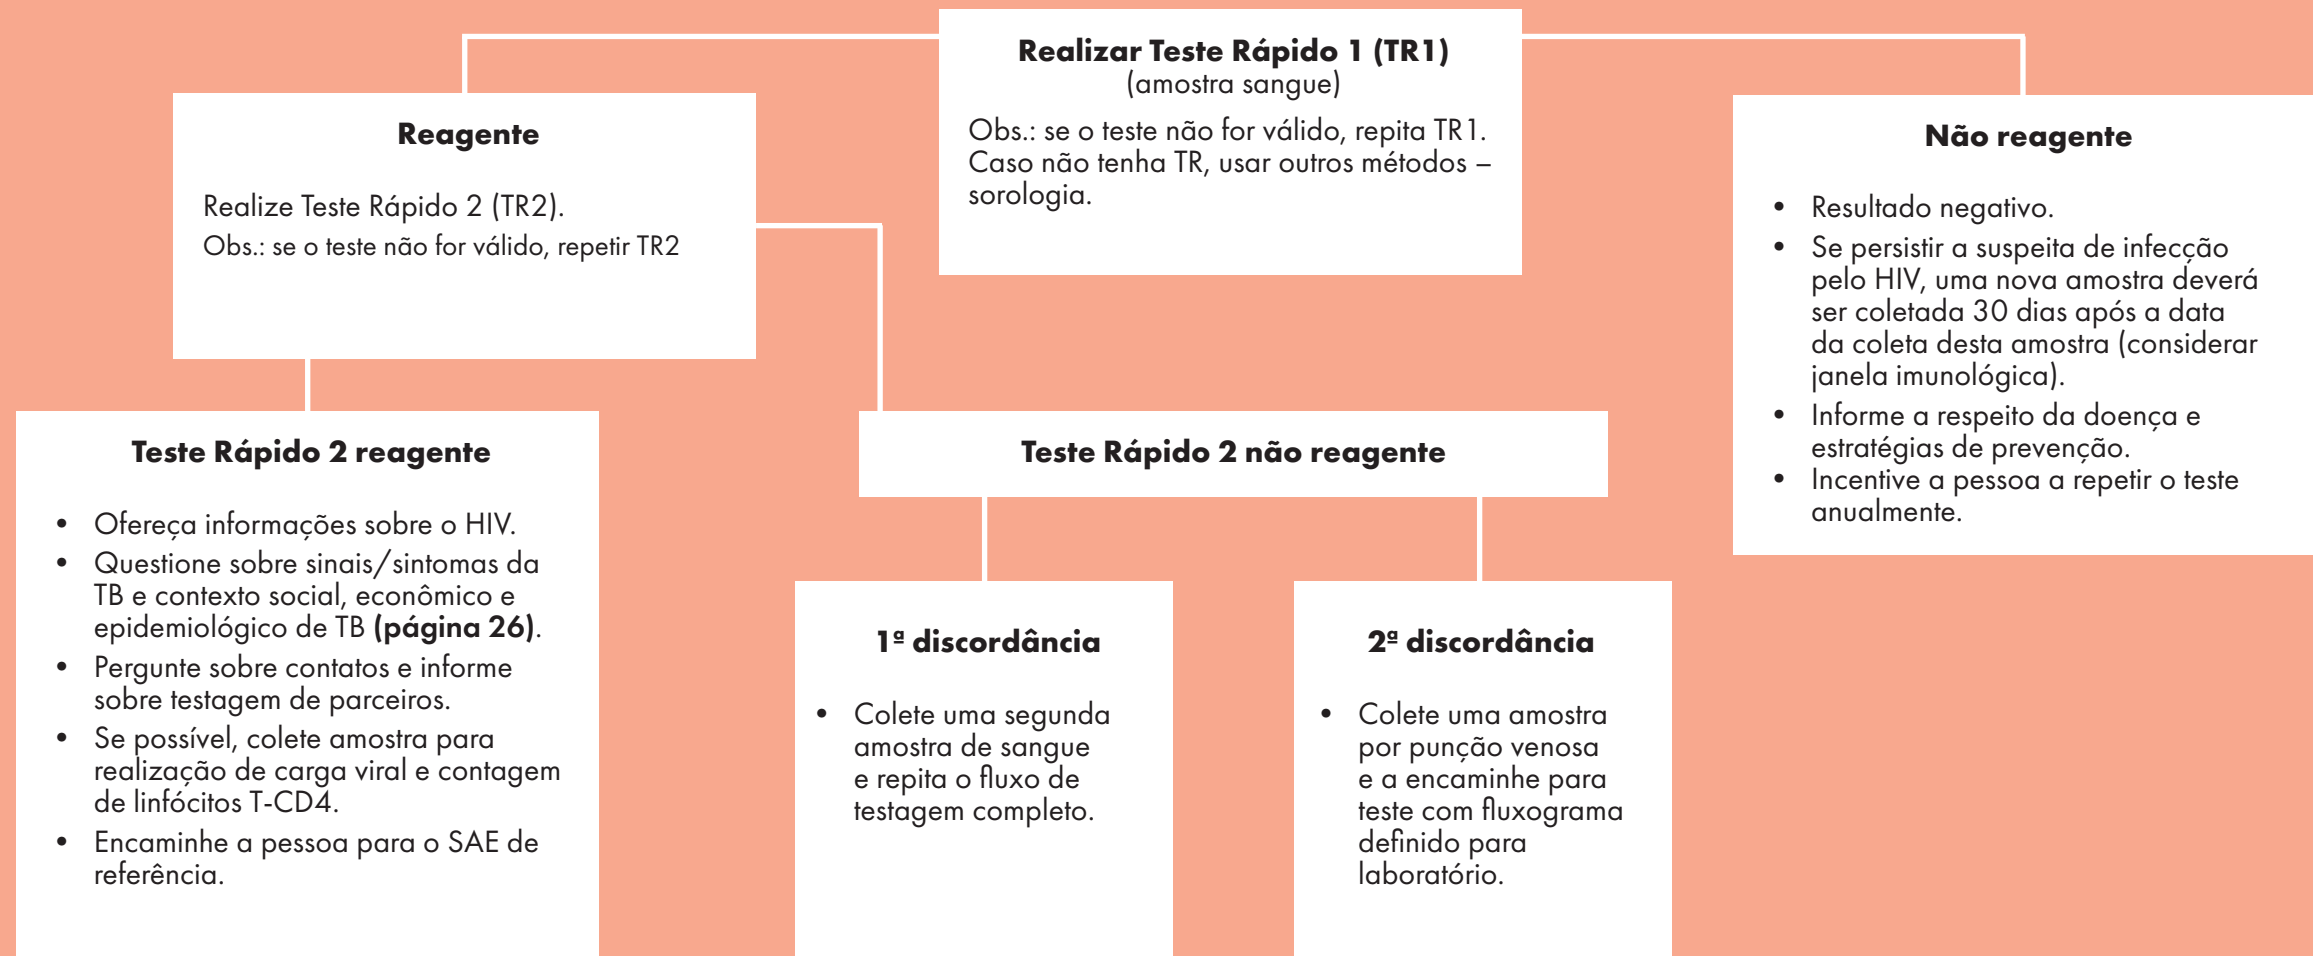 Realizar Teste Rápido 1 (TR1)
(amostra sangue)
Obs.: se o teste não for válido, repita TR1.
Caso não tenha TR, usar outros métodos –
sorologia.
Reagente
Realize Teste Rápido 2 (TR2).
Obs.: se o teste não for válido, repetir TR2
Não reagente
• Resultado negativo.
• Se persistir a suspeita de infecção
pelo HIV, uma nova amostra deverá
ser coletada 30 dias após a data
da coleta desta amostra (considerar
janela imunológica).
• Informe a respeito da doença e
estratégias de prevenção.
• Incentive a pessoa a repetir o teste
anualmente.
Teste Rápido 2 reagente
• Ofereça informações sobre o HIV.
• Questione sobre sinais/sintomas da
TB e contexto social, econômico e
epidemiológico de TB (página 26).
• Pergunte sobre contatos e informe
sobre testagem de parceiros.
• Se possível, colete amostra para
realização de carga viral e contagem
de linfócitos T-CD4.
• Encaminhe a pessoa para o SAE de
referência.
Teste Rápido 2 não reagente
1ª discordância
• Colete uma segunda
amostra de sangue
e repita o fluxo de
testagem completo.
2ª discordância
• Colete uma amostra
por punção venosa
e a encaminhe para
teste com fluxograma
definido para
laboratório.